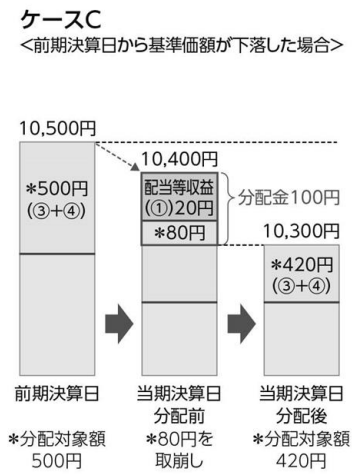 ケースC
<前期決算日から基準価額が下落した場合>
10,500円
10,400円
＊500円
(③+④)
配当等収益
(①)20円
＊80円
分配金100円
10,300円
＊420円
(③+④)
前期決算日
当期決算日
分配前
当期決算日
分配後
＊分配対象額
500円
＊80円を
取崩し
＊分配対象額
420円